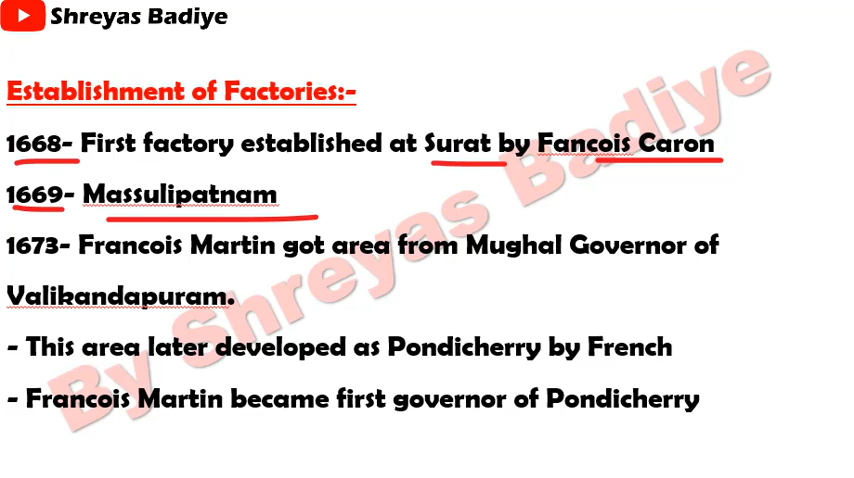 Shreyas Badiye
Establishment of Factories:-
1668- First factory established at Surat by Fancois Caron
1669- Massulipatnam
1673- Francois Martin got area from Mughal Governor of
Valikandapuram.
- This area later developed as Pondicherry by French
- Francois Martin became first governor of Pondicherry
By Shreyas Badiye